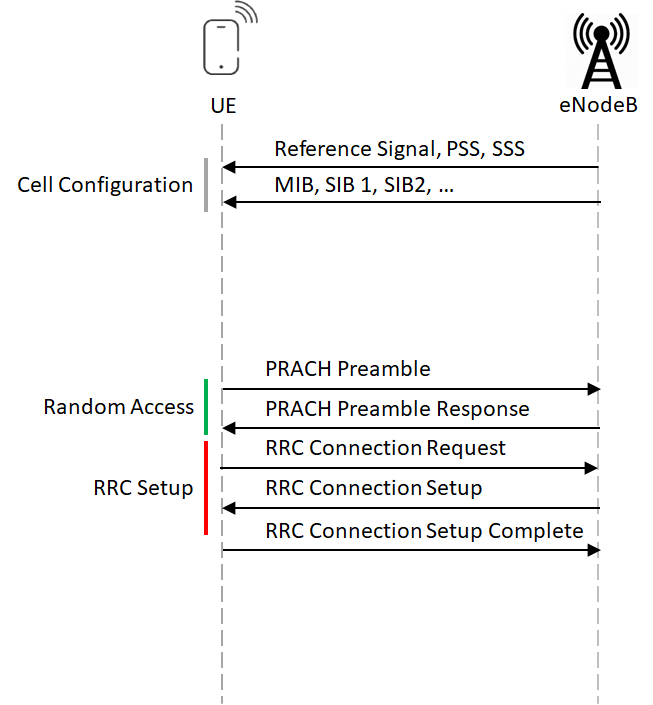 UE
eNodeB
Reference Signal, PSS, SSS
Cell Configuration
MIB, SIB 1, SIB2, ...
PRACH Preamble
Random Access
PRACH Preamble Response
RRC Connection Request
RRC Setup
RRC Connection Setup
RRC Connection Setup Complete